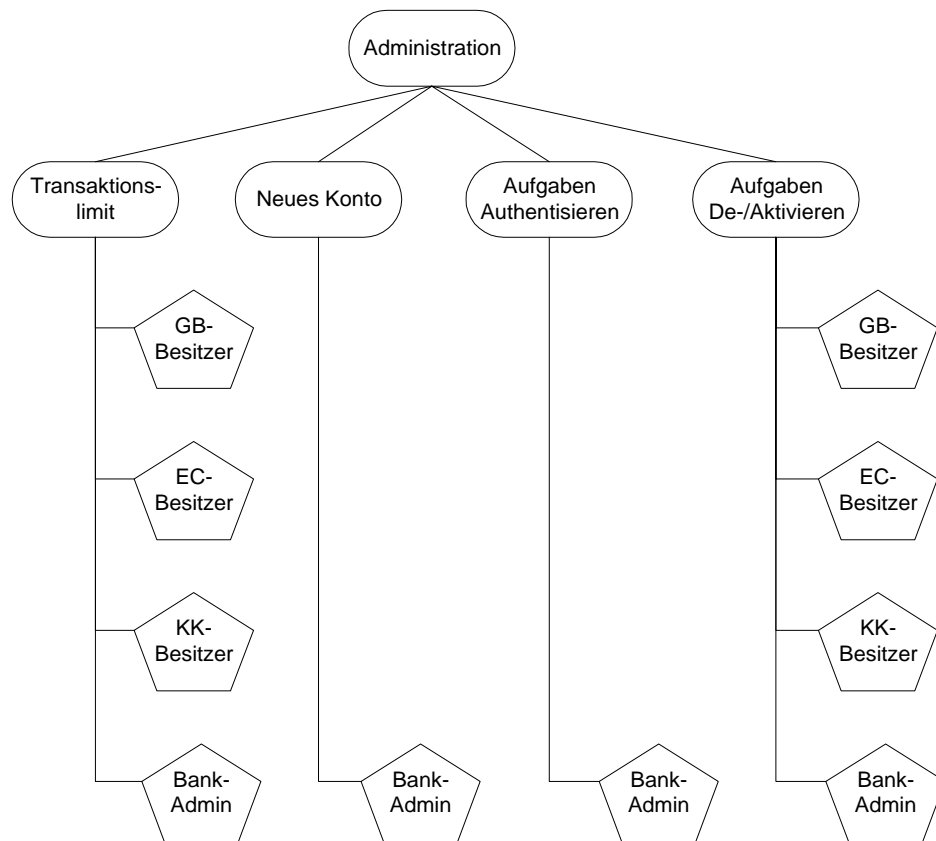 Administration
Transaktions-
limit
Neues Konto
Aufgaben
Authentisieren
Aufgaben
De-/Aktivieren
GB-
Besitzer
GB-
Besitzer
EC-
Besitzer
EC-
Besitzer
KK-
Besitzer
KK-
Besitzer
Bank-
Admin
Bank-
Admin
Bank-
Admin
Bank-
Admin